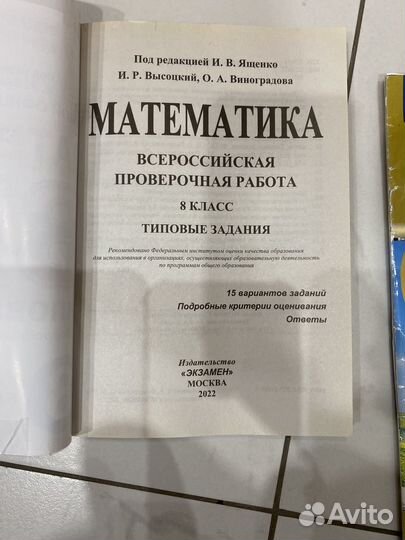 Под редакцией И. В. Ященко
И. Р. Высоцкий, О. А. Виноградова
МАТЕМАТИКА
ВСЕРОССИЙСКАЯ
ПРОВЕРОЧНАЯ РАБОТА
8 КЛАСС
ТИПОВЫЕ ЗАДАНИЯ
Рекомендовано Федеральным институтом оценки качества образования
для использования в организациях, осуществляющих образовательную деятельность
по программам общего образования
15 вариантов заданий
Подробные критерии оценивания
Ответы
Издательство
«ЭКЗАМЕН»
МОСКВА
2022
Avito